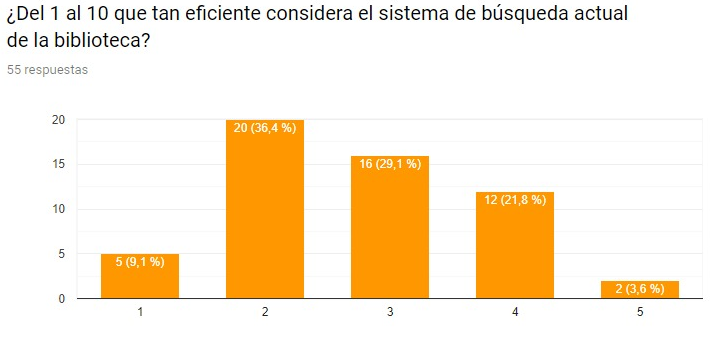 ¿Del 1 al 10 que tan eficiente considera el sistema de búsqueda actual
de la biblioteca?
55 respuestas
20
15
10
5
0
5 (9,1 %)
20 (36,4 %)
16 (29,1 %)
12 (21,8 %)
2 (3,6 %)
1 2 3 4 5